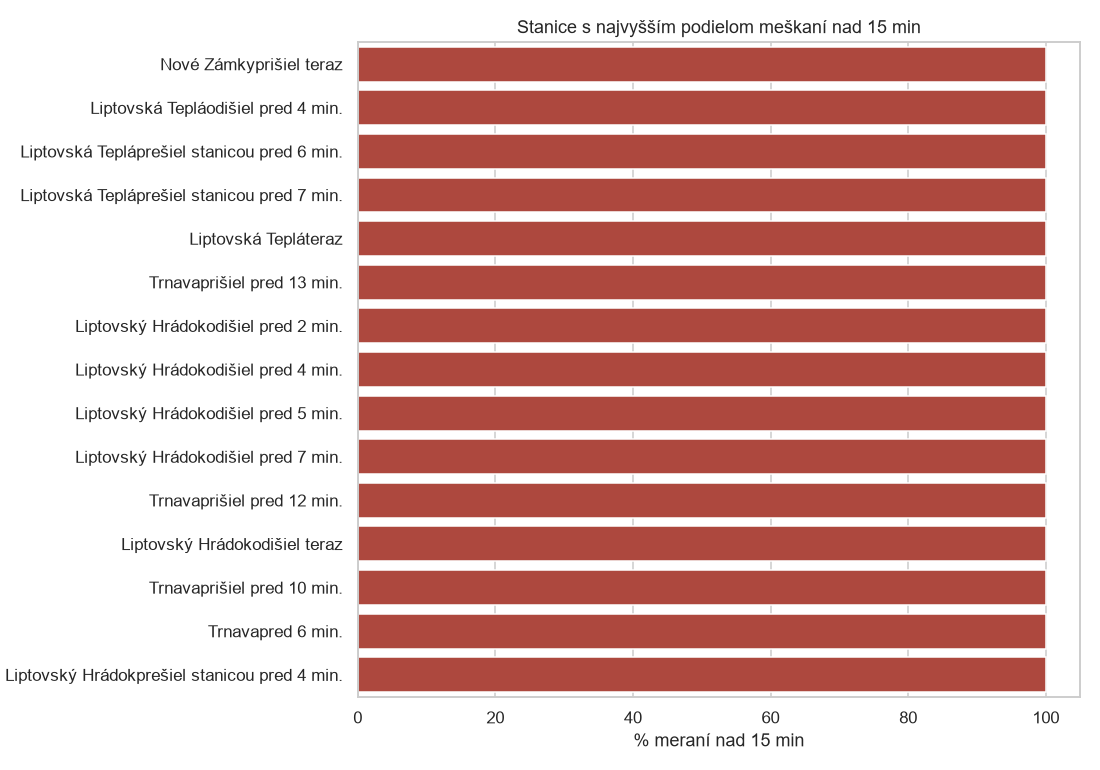 Stanice s najvyšším podielom meškaní nad 15 min
Nové Zámkyprišiel teraz
Liptovská Tepláodišiel pred 4 min.
Liptovská Tepláprešiel stanicou pred 6 min.
Liptovská Tepláprešiel stanicou pred 7 min.
Liptovská Tepláteraz
Trnavaprišiel pred 13 min.
Liptovský Hrádokodišiel pred 2 min.
Liptovský Hrádokodišiel pred 4 min.
Liptovský Hrádokodišiel pred 5 min.
Liptovský Hrádokodišiel pred 7 min.
Trnavaprišiel pred 12 min.
Liptovský Hrádokodišiel teraz
Trnavaprišiel pred 10 min.
Trnavapred 6 min.
Liptovský Hrádokprešiel stanicou pred 4 min.
0 20 40 60 80 100
% meraní nad 15 min